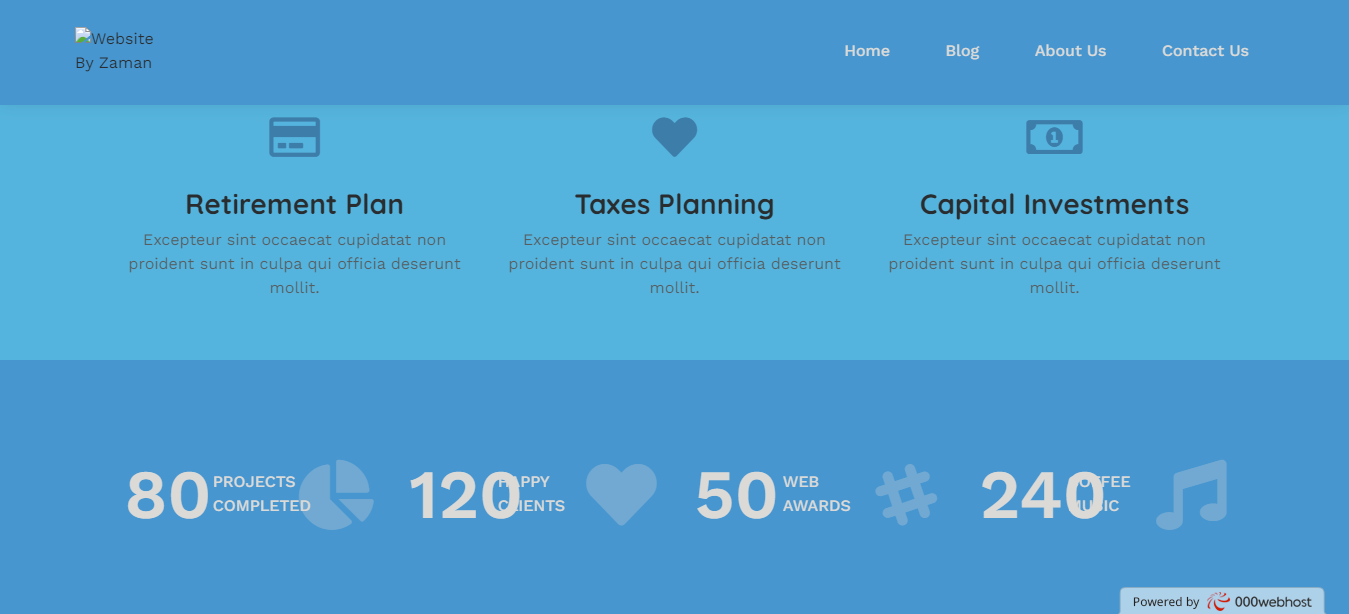 Website
By Zaman
Home Blog About Us Contact Us
Retirement Plan
Excepteur sint occaecat cupidatat non
proident sunt in culpa qui officia deserunt
mollit.
Taxes Planning
Excepteur sint occaecat cupidatat non
proident sunt in culpa qui officia deserunt
mollit.
Capital Investments
Excepteur sint occaecat cupidatat non
proident sunt in culpa qui officia deserunt
mollit.
80
PROJECTS
COMPLETED
120
HAPPY
CLIENTS
50
WEB
AWARDS
240
COFFEE
MUSIC
Powered by 000webhost